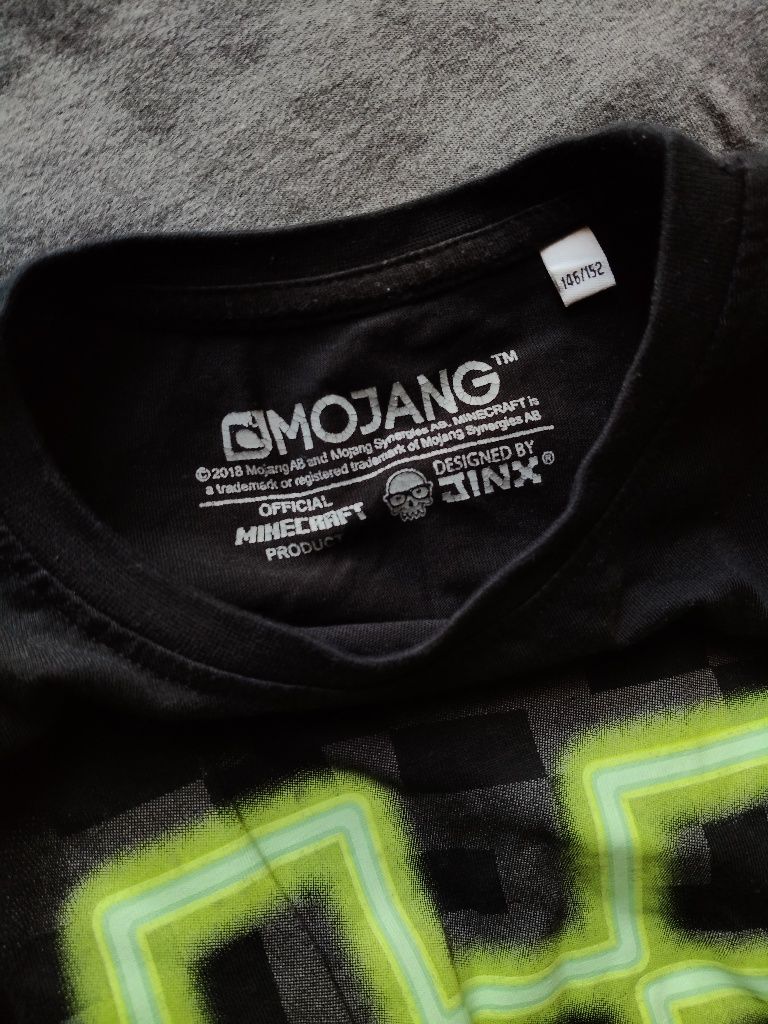 146/152
MOJANG™
©2018 Mojang AB and Mojang Synergies AB. MINECRAFT is
a trademark or registered trademark of Mojang Synergies AB
OFFICIAL
MINECRAFT
PRODUCT
DESIGNED BY
JINX®